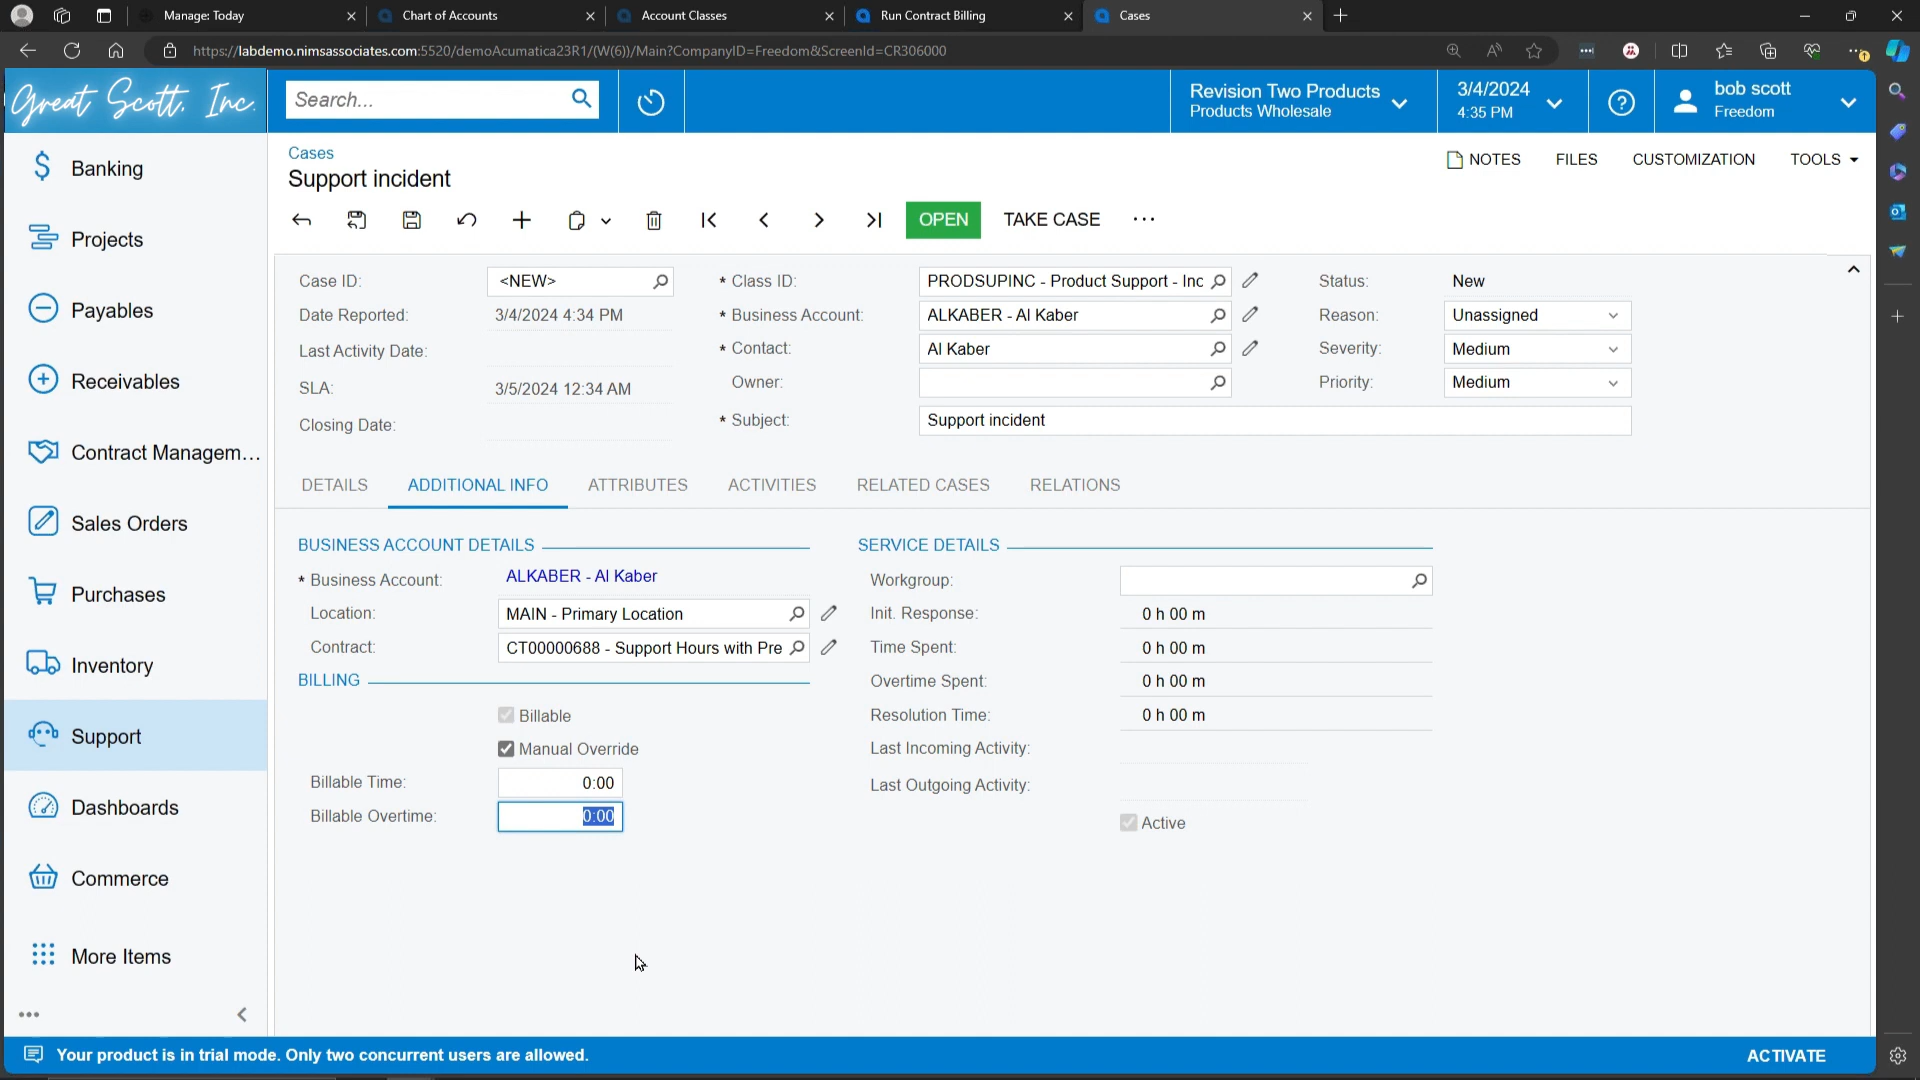 Manage: Today
Chart of Accounts
Account Classes
Run Contract Billing
Cases
https://labdemo.nimsassociates.com:5520/demoAcumatica23R1/(W(6))/Main?CompanyID=Freedom&ScreenId=CR306000
Great Scott, Inc.
Search...
Revision Two Products
Products Wholesale
3/4/2024
4:35 PM
bob scott
Freedom
Banking
Projects
Payables
Receivables
Contract Managem...
Sales Orders
Purchases
Inventory
Support
Dashboards
Commerce
More Items
Cases
Support incident
NOTES FILES CUSTOMIZATION TOOLS
OPEN TAKE CASE
Case ID: <NEW>
Date Reported: 3/4/2024 4:34 PM
Last Activity Date:
SLA: 3/5/2024 12:34 AM
Closing Date:
* Class ID: PRODSUPINC - Product Support - Inc
* Business Account: ALKABER - Al Kaber
* Contact: Al Kaber
Owner:
* Subject: Support incident
Status: New
Reason: Unassigned
Severity: Medium
Priority: Medium
DETAILS ADDITIONAL INFO ATTRIBUTES ACTIVITIES RELATED CASES RELATIONS
BUSINESS ACCOUNT DETAILS
* Business Account: ALKABER - Al Kaber
Location: MAIN - Primary Location
Contract: CT00000688 - Support Hours with Pre
BILLING
Billable
Manual Override
Billable Time: 0:00
Billable Overtime: 0:00
SERVICE DETAILS
Workgroup:
Init. Response: 0 h 00 m
Time Spent: 0 h 00 m
Overtime Spent: 0 h 00 m
Resolution Time: 0 h 00 m
Last Incoming Activity:
Last Outgoing Activity:
Active
Your product is in trial mode. Only two concurrent users are allowed.
ACTIVATE